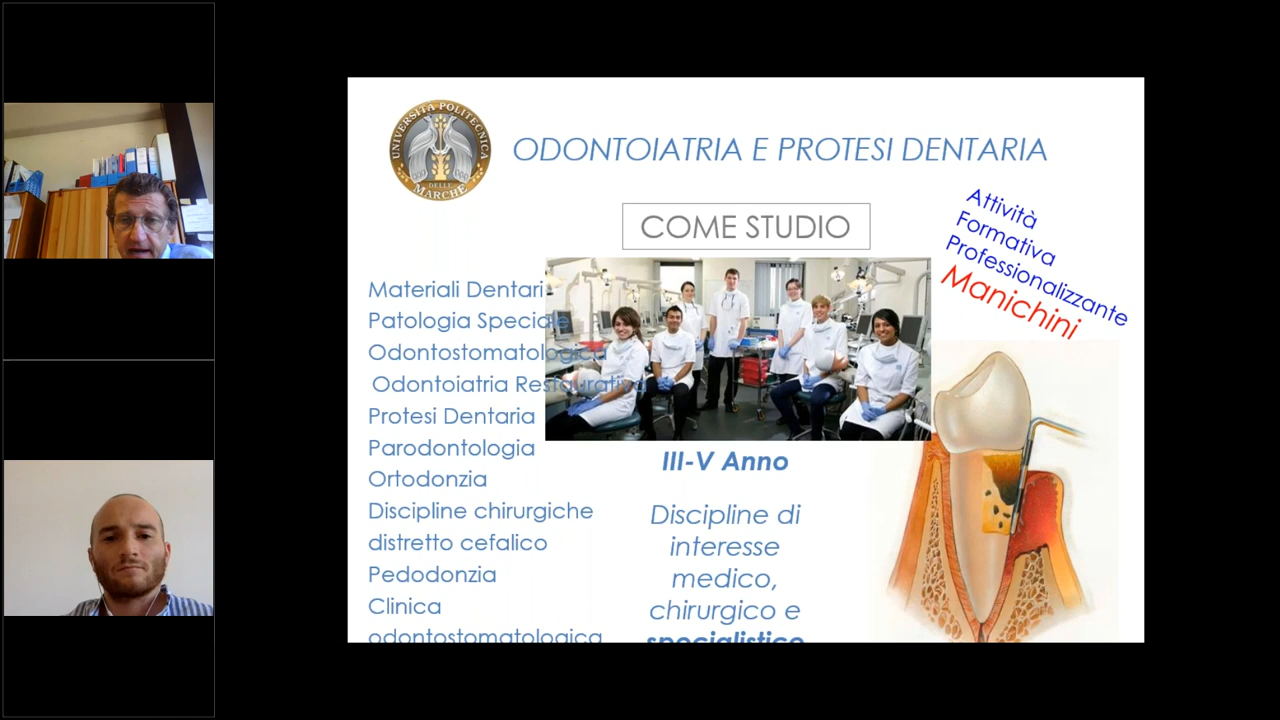 UNIVERSITÀ POLITECNICA
DELLE
MARCHE
ODONTOIATRIA E PROTESI DENTARIA
COME STUDIO
Attività
Formativa
Professionalizzante
Manichini
Materiali Dentari
Patologia Speciale
Odontostomatologica
Odontoiatria Restaurativa
Protesi Dentaria
Parodontologia
Ortodonzia
Discipline chirurgiche
distretto cefalico
Pedodonzia
Clinica
odontostomatologica
III-V Anno
Discipline di
interesse
medico,
chirurgico e
specialistico